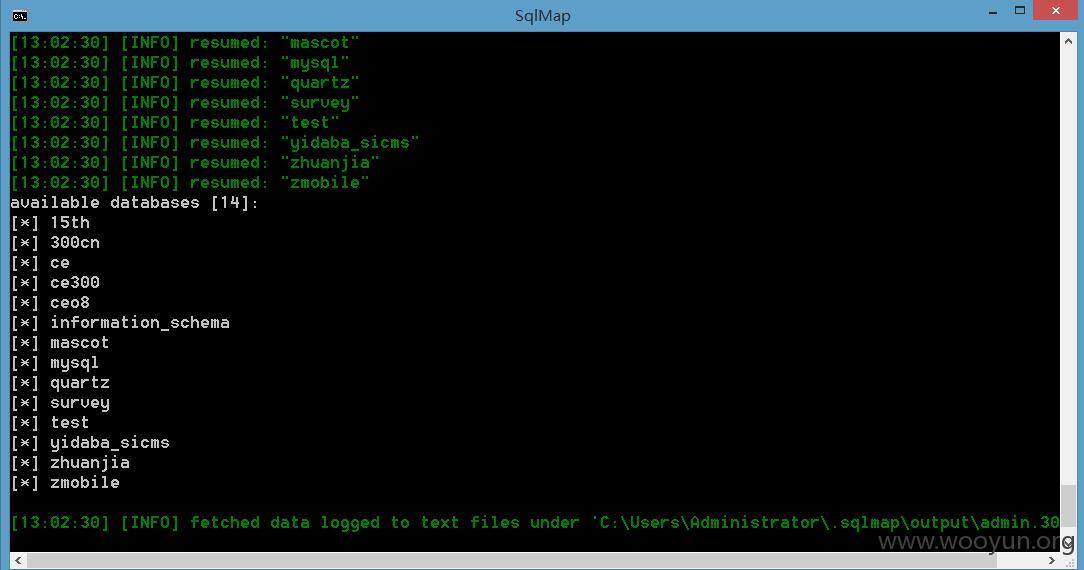 SqlMap
[13:02:30] [INFO] resumed: "mascot"
[13:02:30] [INFO] resumed: "mysql"
[13:02:30] [INFO] resumed: "quartz"
[13:02:30] [INFO] resumed: "survey"
[13:02:30] [INFO] resumed: "test"
[13:02:30] [INFO] resumed: "yidaba_sicms"
[13:02:30] [INFO] resumed: "zhuanjia"
[13:02:30] [INFO] resumed: "zmobile"
available databases [14]:
[*] 15th
[*] 300cn
[*] ce
[*] ce300
[*] ceo8
[*] information_schema
[*] mascot
[*] mysql
[*] quartz
[*] survey
[*] test
[*] yidaba_sicms
[*] zhuanjia
[*] zmobile
[13:02:30] [INFO] fetched data logged to text files under 'C:\Users\Administrator\.sqlmap\output\admin.30
www.wooyun.org